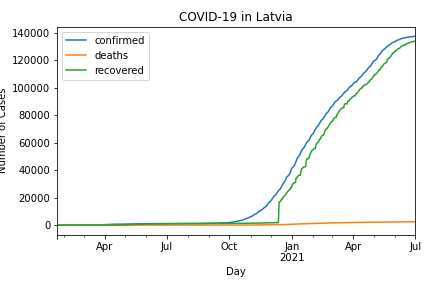 COVID-19 in Latvia
140000
120000
100000
80000
60000
40000
20000
0
Number of Cases
confirmed
deaths
recovered
Apr
Jul
Oct
Jan
2021
Apr
Jul
Day